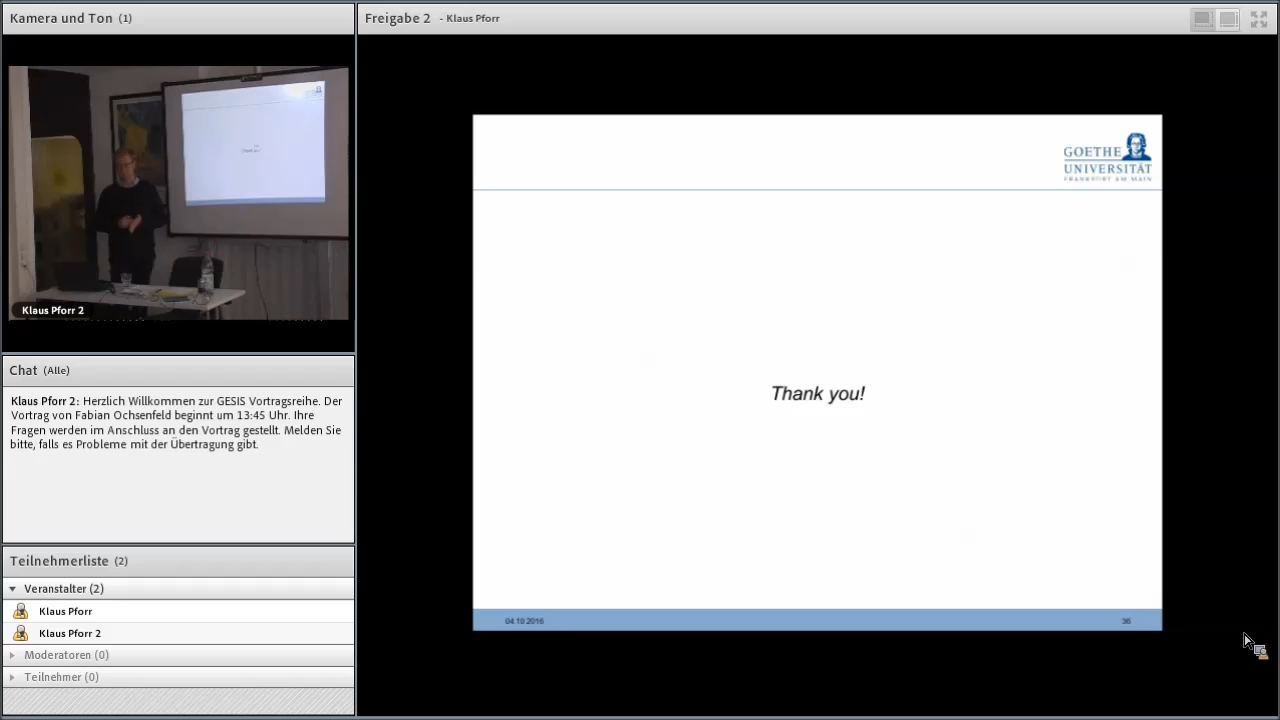 Kamera und Ton (1)
Klaus Pforr 2
Chat (Alle)
Klaus Pforr 2: Herzlich Willkommen zur GESIS Vortragsreihe. Der
Vortrag von Fabian Ochsenfeld beginnt um 13:45 Uhr. Ihre
Fragen werden im Anschluss an den Vortrag gestellt. Melden Sie
bitte, falls es Probleme mit der Übertragung gibt.
Teilnehmerliste (2)
Veranstalter (2)
Klaus Pforr
Klaus Pforr 2
Moderatoren (0)
Teilnehmer (0)
Freigabe 2 - Klaus Pforr
GOETHE
UNIVERSITÄT
FRANKFURT AM MAIN
Thank you!
04.10.2016
36